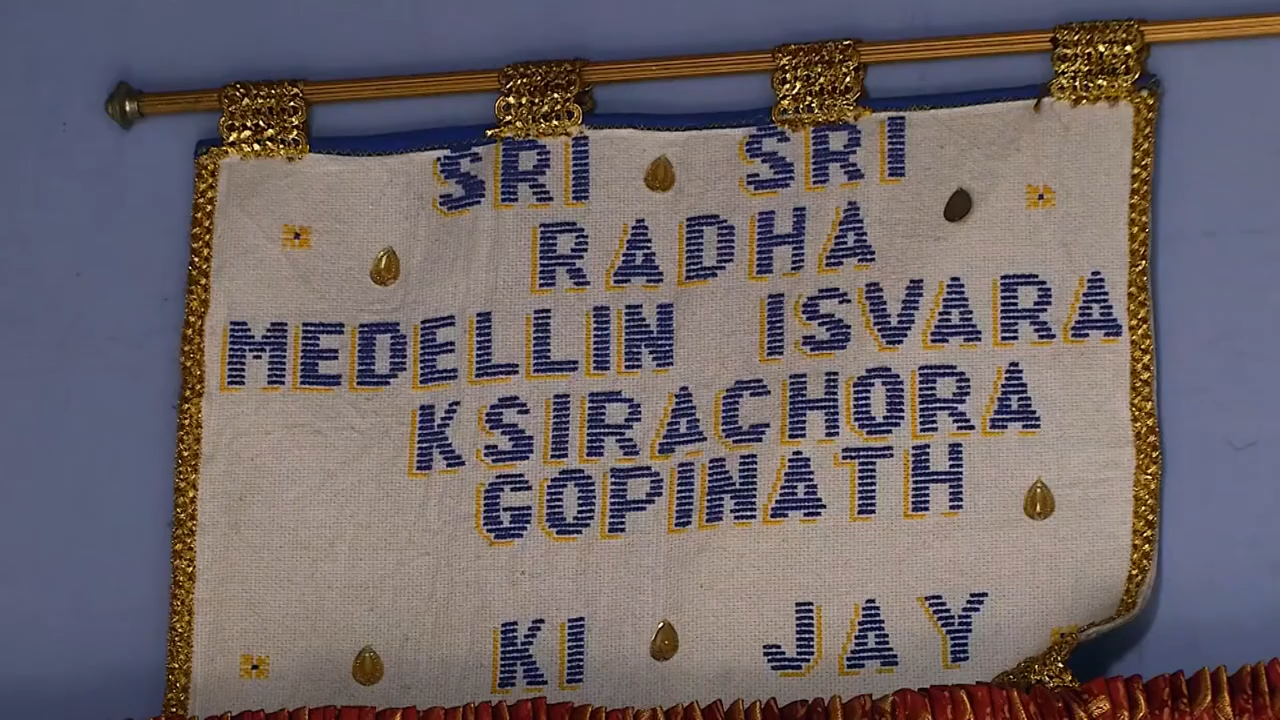 SRI SRI
RADHA
MEDELLIN ISVARA
KSIRACHORA
GOPINATH
KI JAY